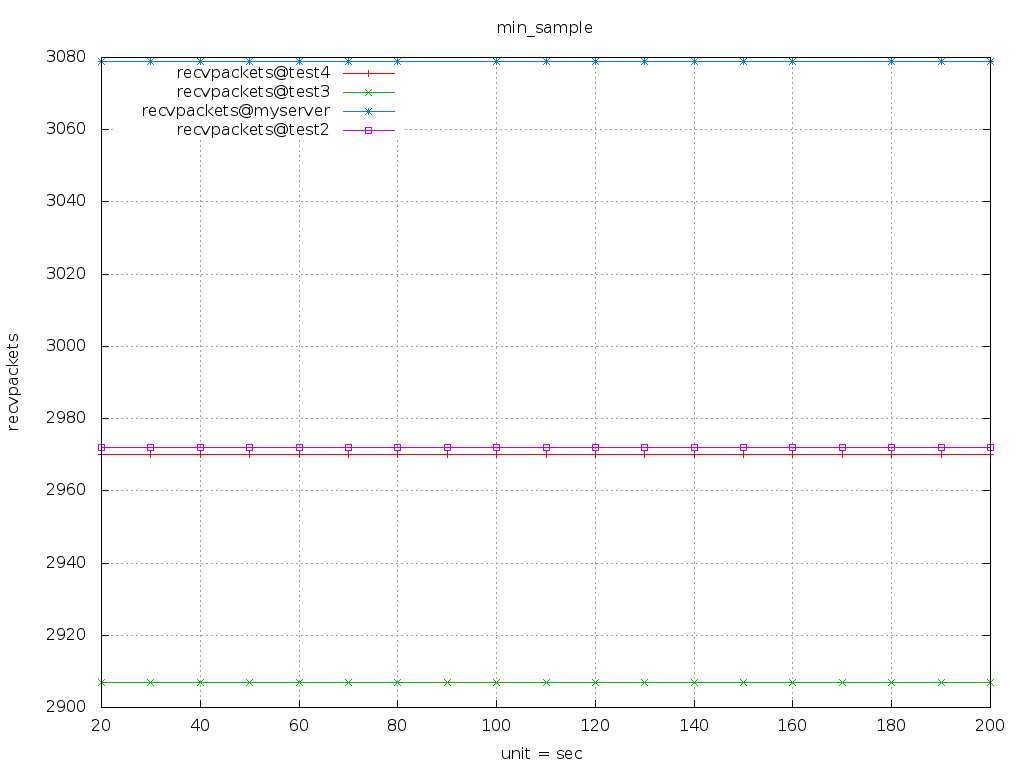 min_sample
3080
3060
3040
3020
3000
2980
2960
2940
2920
2900
recvpackets@test4
recvpackets@test3
recvpackets@myserver
recvpackets@test2
recvpackets
20 40 60 80 100 120 140 160 180 200
unit = sec